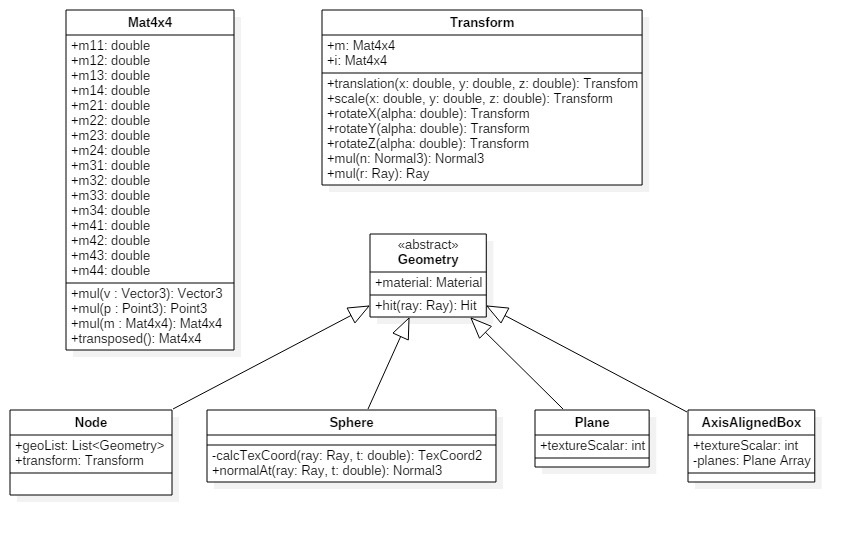 Mat4x4
+m11: double
+m12: double
+m13: double
+m14: double
+m21: double
+m22: double
+m23: double
+m24: double
+m31: double
+m32: double
+m33: double
+m34: double
+m41: double
+m42: double
+m43: double
+m44: double
+mul(v : Vector3): Vector3
+mul(p : Point3): Point3
+mul(m : Mat4x4): Mat4x4
+transposed(): Mat4x4
Transform
+m: Mat4x4
+i: Mat4x4
+translation(x: double, y: double, z: double): Transfom
+scale(x: double, y: double, z: double): Transform
+rotateX(alpha: double): Transform
+rotateY(alpha: double): Transform
+rotateZ(alpha: double): Transform
+mul(n: Normal3): Normal3
+mul(r: Ray): Ray
«abstract»
Geometry
+material: Material
+hit(ray: Ray): Hit
Node
+geoList: List<Geometry>
+transform: Transform
Sphere
-calcTexCoord(ray: Ray, t: double): TexCoord2
+normalAt(ray: Ray, t: double): Normal3
Plane
+textureScalar: int
AxisAlignedBox
+textureScalar: int
-planes: Plane Array